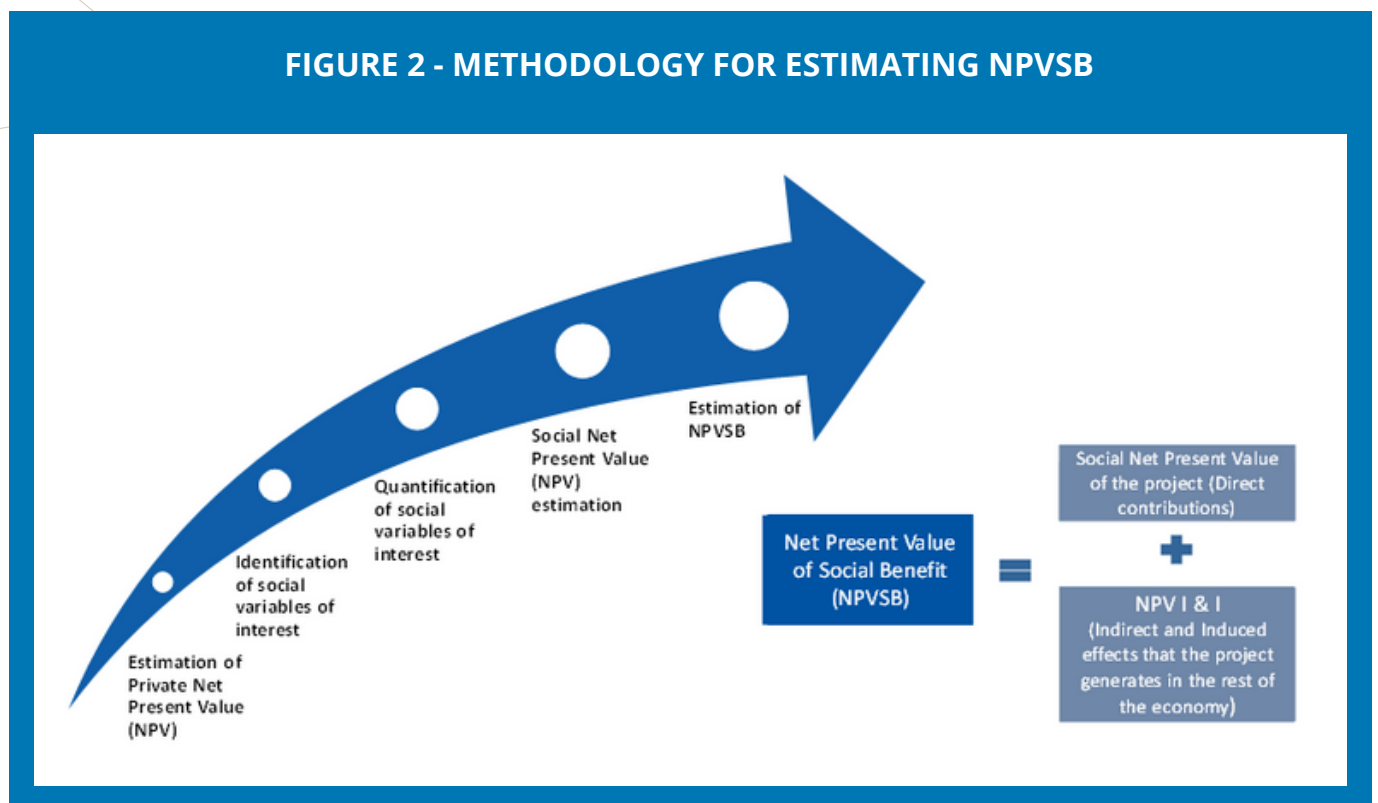 FIGURE 2 - METHODOLOGY FOR ESTIMATING NPVSB
Estimation of
Private Net
Present Value
(NPV)
Identification
of social
variables of
interest
Quantification
of social
variables of
interest
Social Net
Present Value
(NPV)
estimation
Estimation of
NPVSB
Net Present Value
of Social Benefit
(NPVSB)
=
Social Net Present Value
of the project (Direct
contributions)
+
NPV I & I
(Indirect and Induced
effects that the project
generates in the rest of
the economy)